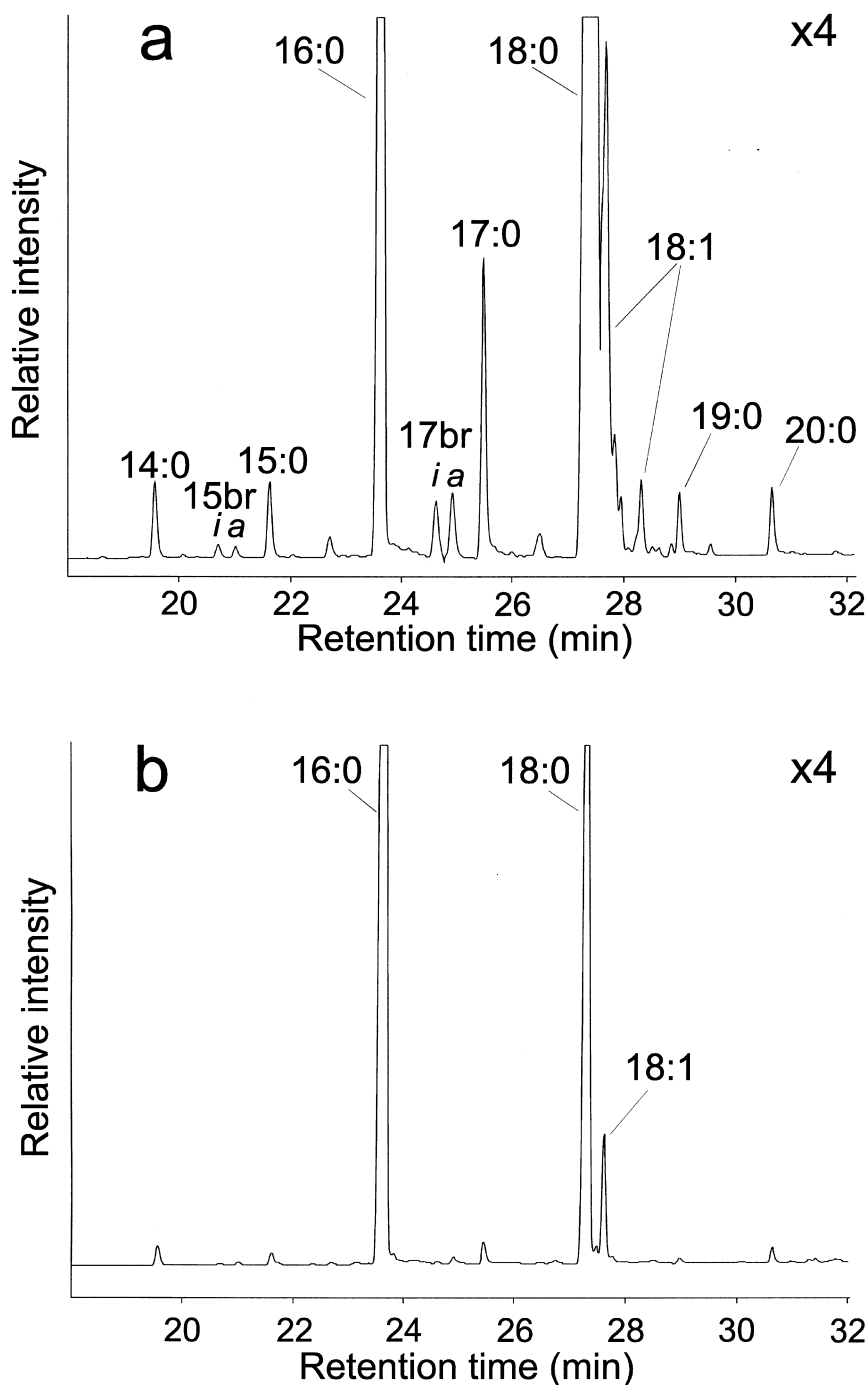 a
x4
16:0
18:0
17:0
18:1
17br
i a
19:0
20:0
14:0
15br
i a
15:0
Relative intensity
20 22 24 26 28 30 32
Retention time (min)
b
x4
16:0
18:0
18:1
Relative intensity
20 22 24 26 28 30 32
Retention time (min)